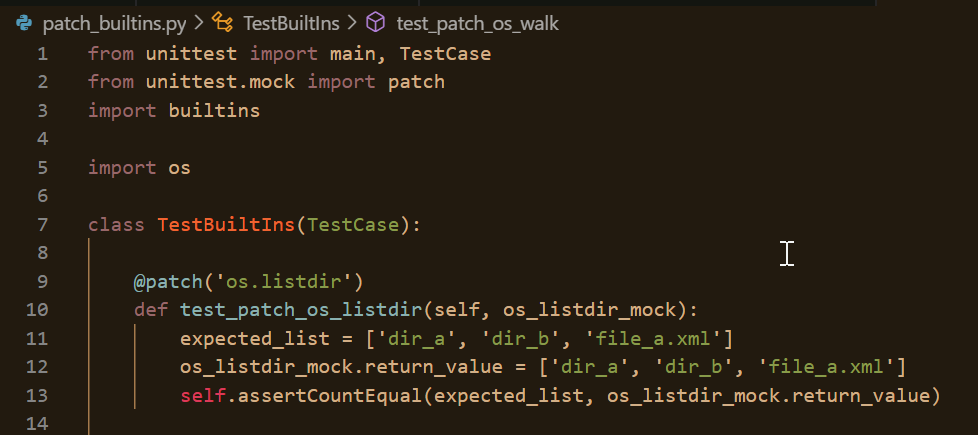 patch_builtins.py > TestBuiltIns > test_patch_os_walk
1 from unittest import main, TestCase
2 from unittest.mock import patch
3 import builtins
4
5 import os
6
7 class TestBuiltIns(TestCase):
8
9     @patch('os.listdir')
10     def test_patch_os_listdir(self, os_listdir_mock):
11         expected_list = ['dir_a', 'dir_b', 'file_a.xml']
12         os_listdir_mock.return_value = ['dir_a', 'dir_b', 'file_a.xml']
13         self.assertCountEqual(expected_list, os_listdir_mock.return_value)
14